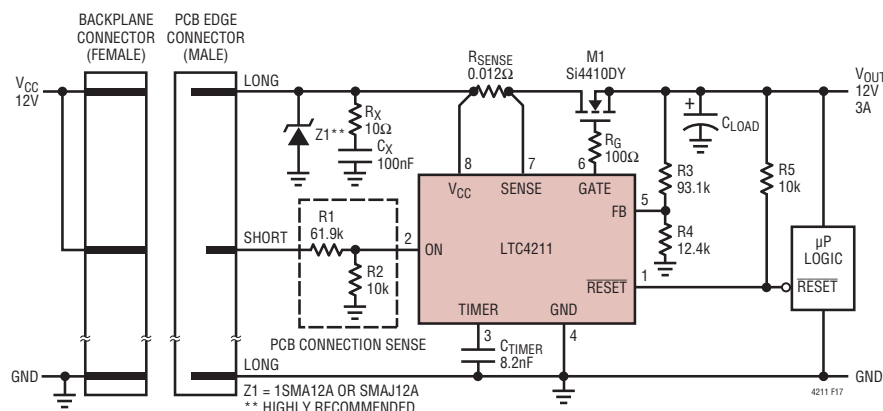 BACKPLANE
CONNECTOR
(FEMALE)
PCB EDGE
CONNECTOR
(MALE)
VCC
12V
LONG
RSENSE
0.012Ω
M1
Si4410DY
VOUT
12V
3A
Z1**
RX
10Ω
CX
100nF
RG
100Ω
+
CLOAD
R3
93.1k
R5
10k
8
7
6
VCC
SENSE
GATE
5
FB
R4
12.4k
SHORT
R1
61.9k
2
ON
LTC4211
R2
10k
µP
LOGIC
RESET
1
RESET
TIMER
GND
PCB CONNECTION SENSE
3
4
CTIMER
8.2nF
LONG
GND
GND
Z1 = 1SMA12A OR SMAJ12A
** HIGHLY RECOMMENDED
4211 F17